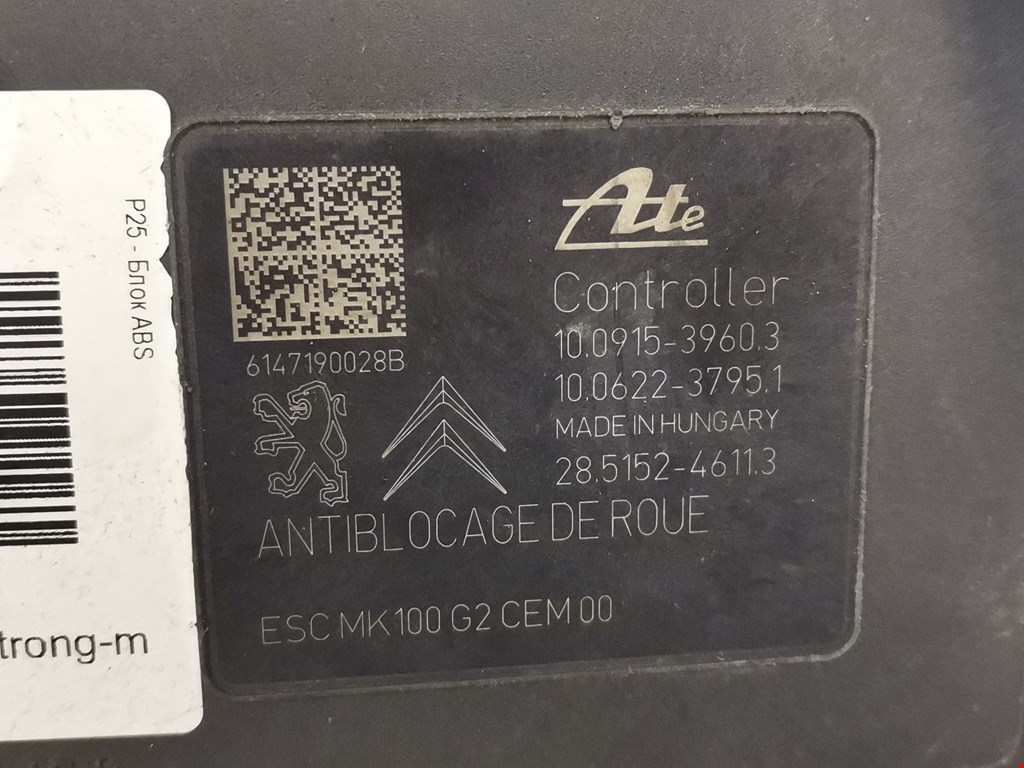 P25 - Блок ABS
trong-m
6147190028B
Ate
Controller
10.0915-3960.3
10.0622-3795.1
MADE IN HUNGARY
28.5152-4611.3
ANTIBLOCAGE DE ROUE
ESC MK100 G2 CEM 00